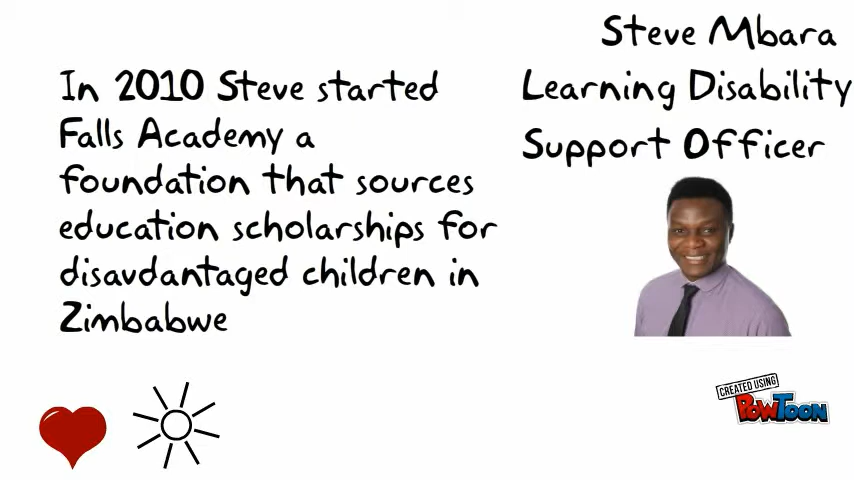 Steve Mbara
Learning Disability
Support Officer
In 2010 Steve started
Falls Academy a
foundation that sources
education scholarships for
disavdantaged children in
Zimbabwe
CREATED USING
POWTOON